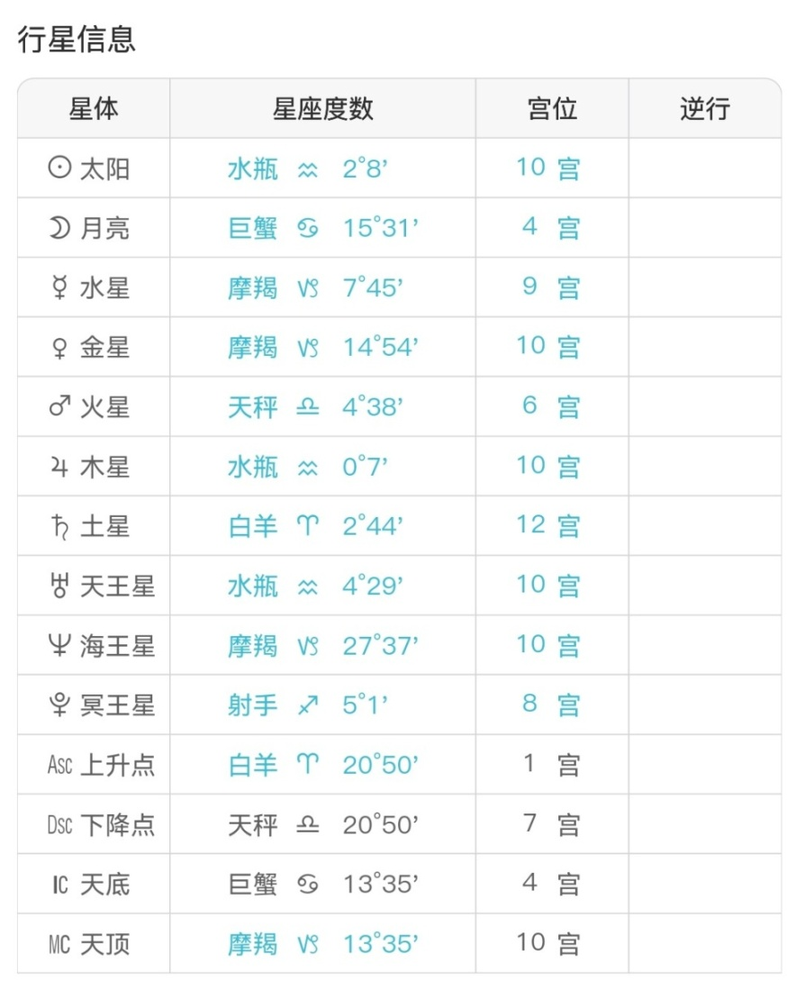 行星信息
星体 星座度数 宫位 逆行
☉ 太阳 水瓶 ♒ 2°8’ 10 宫
☽ 月亮 巨蟹 ♋ 15°31’ 4 宫
☿ 水星 摩羯 ♑ 7°45’ 9 宫
♀ 金星 摩羯 ♑ 14°54’ 10 宫
♂ 火星 天秤 ♎ 4°38’ 6 宫
♃ 木星 水瓶 ♒ 0°7’ 10 宫
♄ 土星 白羊 ♈ 2°44’ 12 宫
♅ 天王星 水瓶 ♒ 4°29’ 10 宫
♆ 海王星 摩羯 ♑ 27°37’ 10 宫
♇ 冥王星 射手 ♐ 5°1’ 8 宫
Asc 上升点 白羊 ♈ 20°50’ 1 宫
Dsc 下降点 天秤 ♎ 20°50’ 7 宫
IC 天底 巨蟹 ♋ 13°35’ 4 宫
MC 天顶 摩羯 ♑ 13°35’ 10 宫